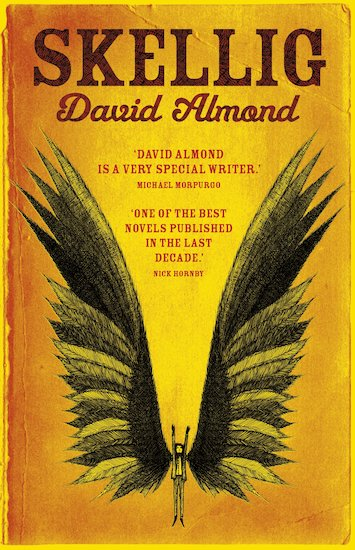 SKELLIG
David Almond
‘DAVID ALMOND
IS A VERY SPECIAL WRITER.’
MICHAEL MORPURGO
‘ONE OF THE BEST
NOVELS PUBLISHED
IN THE LAST
DECADE.’
NICK HORNBY